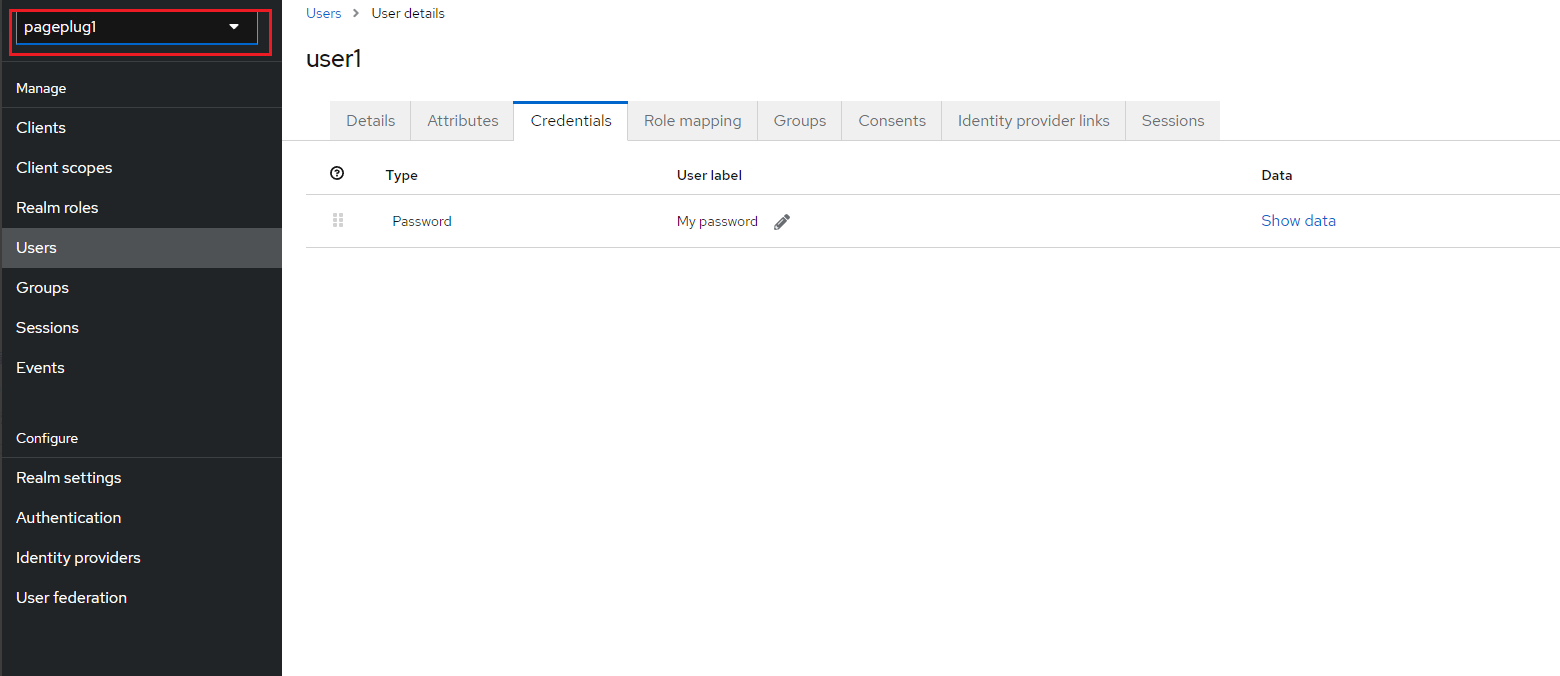 pageplug1
Manage
Clients
Client scopes
Realm roles
Users
Groups
Sessions
Events
Configure
Realm settings
Authentication
Identity providers
User federation
Users > User details
user1
Details Attributes Credentials Role mapping Groups Consents Identity provider links Sessions
Type User label Data
Password My password Show data